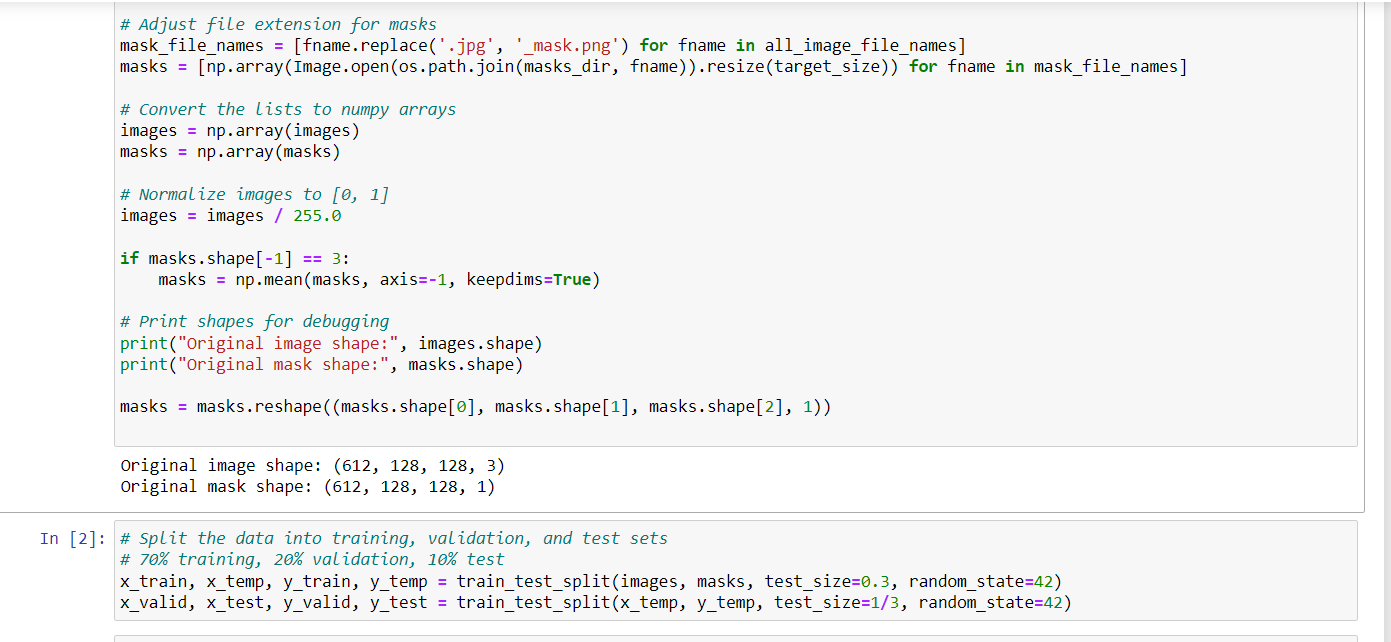 # Adjust file extension for masks
mask_file_names = [fname.replace('.jpg', '_mask.png') for fname in all_image_file_names]
masks = [np.array(Image.open(os.path.join(masks_dir, fname)).resize(target_size)) for fname in mask_file_names]
# Convert the lists to numpy arrays
images = np.array(images)
masks = np.array(masks)
# Normalize images to [0, 1]
images = images / 255.0
if masks.shape[-1] == 3:
    masks = np.mean(masks, axis=-1, keepdims=True)
# Print shapes for debugging
print("Original image shape:", images.shape)
print("Original mask shape:", masks.shape)
masks = masks.reshape((masks.shape[0], masks.shape[1], masks.shape[2], 1))
Original image shape: (612, 128, 128, 3)
Original mask shape: (612, 128, 128, 1)
In [2]: # Split the data into training, validation, and test sets
# 70% training, 20% validation, 10% test
x_train, x_temp, y_train, y_temp = train_test_split(images, masks, test_size=0.3, random_state=42)
x_valid, x_test, y_valid, y_test = train_test_split(x_temp, y_temp, test_size=1/3, random_state=42)